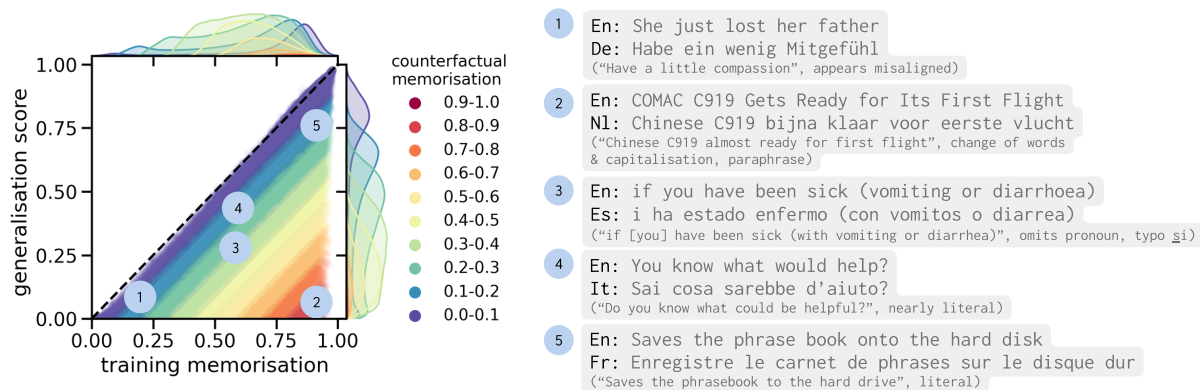 generalisation score
1.00
0.75
0.50
0.25
0.00
0.00 0.25 0.50 0.75 1.00
training memorisation
1
2
3
4
5
counterfactual
memorisation
0.9-1.0
0.8-0.9
0.7-0.8
0.6-0.7
0.5-0.6
0.4-0.5
0.3-0.4
0.2-0.3
0.1-0.2
0.0-0.1
1 En: She just lost her father
De: Habe ein wenig Mitgefühl
(“Have a little compassion”, appears misaligned)
2 En: COMAC C919 Gets Ready for Its First Flight
Nl: Chinese C919 bijna klaar voor eerste vlucht
(“Chinese C919 almost ready for first flight”, change of words
& capitalisation, paraphrase)
3 En: if you have been sick (vomiting or diarrhoea)
Es: i ha estado enfermo (con vomitos o diarrea)
(“if [you] have been sick (with vomiting or diarrhea)”, omits pronoun, typo si)
4 En: You know what would help?
It: Sai cosa sarebbe d’aiuto?
(“Do you know what could be helpful?”, nearly literal)
5 En: Saves the phrase book onto the hard disk
Fr: Enregistre le carnet de phrases sur le disque dur
(“Saves the phrasebook to the hard drive”, literal)